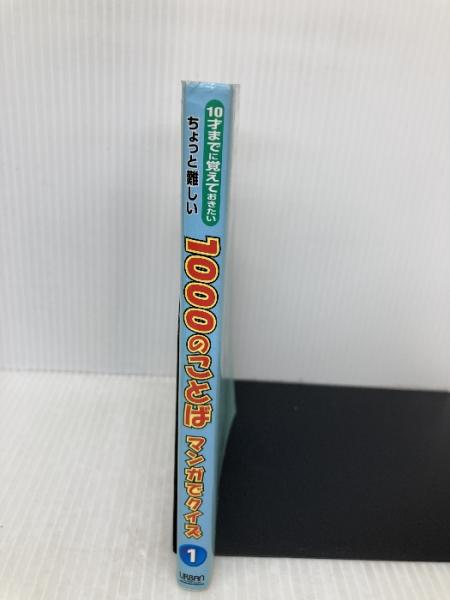 10才までに覚えておきたい
ちょっと難しい
1000のことば
マンガでクイズ
1
URBAN